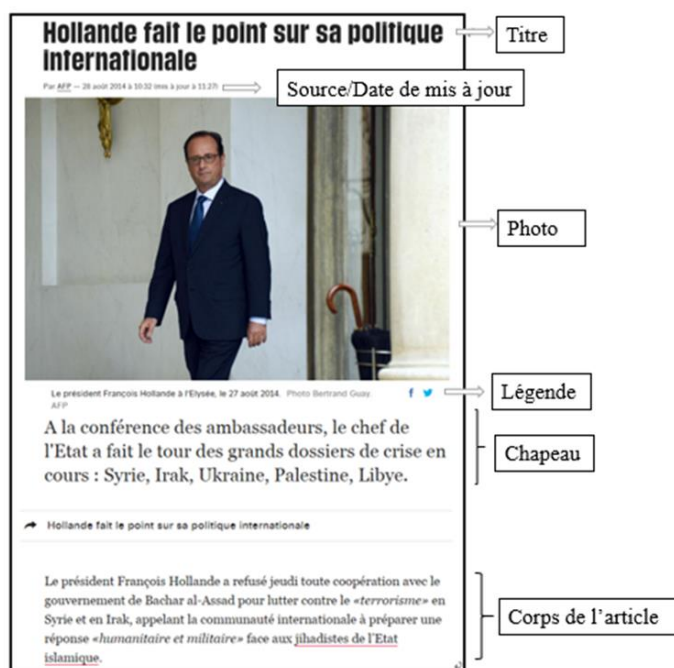 Hollande fait le point sur sa politique
internationale
Titre
Par AFP — 28 août 2014 à 10:32 (mis à jour à 11:27)
Source/Date de mis à jour
Photo
Le président François Hollande à l'Elysée, le 27 août 2014. Photo Bertrand Guay.
AFP
Légende
A la conférence des ambassadeurs, le chef de
l'Etat a fait le tour des grands dossiers de crise en
cours : Syrie, Irak, Ukraine, Palestine, Libye.
Chapeau
Hollande fait le point sur sa politique internationale
Le président François Hollande a refusé jeudi toute coopération avec le
gouvernement de Bachar al-Assad pour lutter contre le «terrorisme» en
Syrie et en Irak, appelant la communauté internationale à préparer une
réponse «humanitaire et militaire» face aux jihadistes de l'Etat
islamique.
Corps de l'article